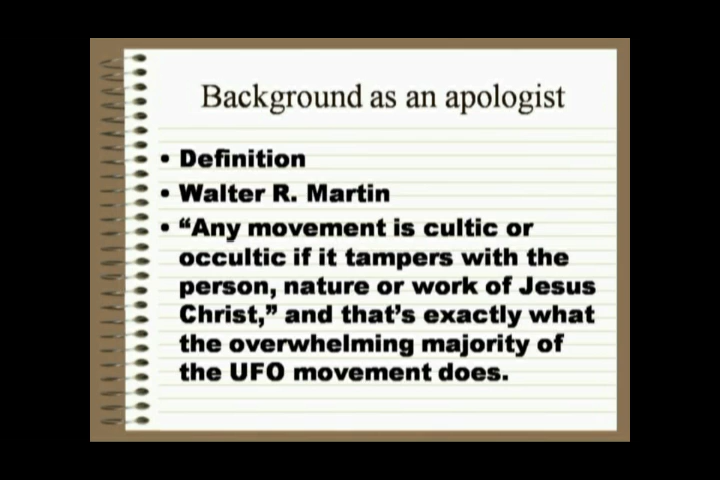 Background as an apologist
• Definition
• Walter R. Martin
• “Any movement is cultic or
occultic if it tampers with the
person, nature or work of Jesus
Christ,” and that’s exactly what
the overwhelming majority of
the UFO movement does.